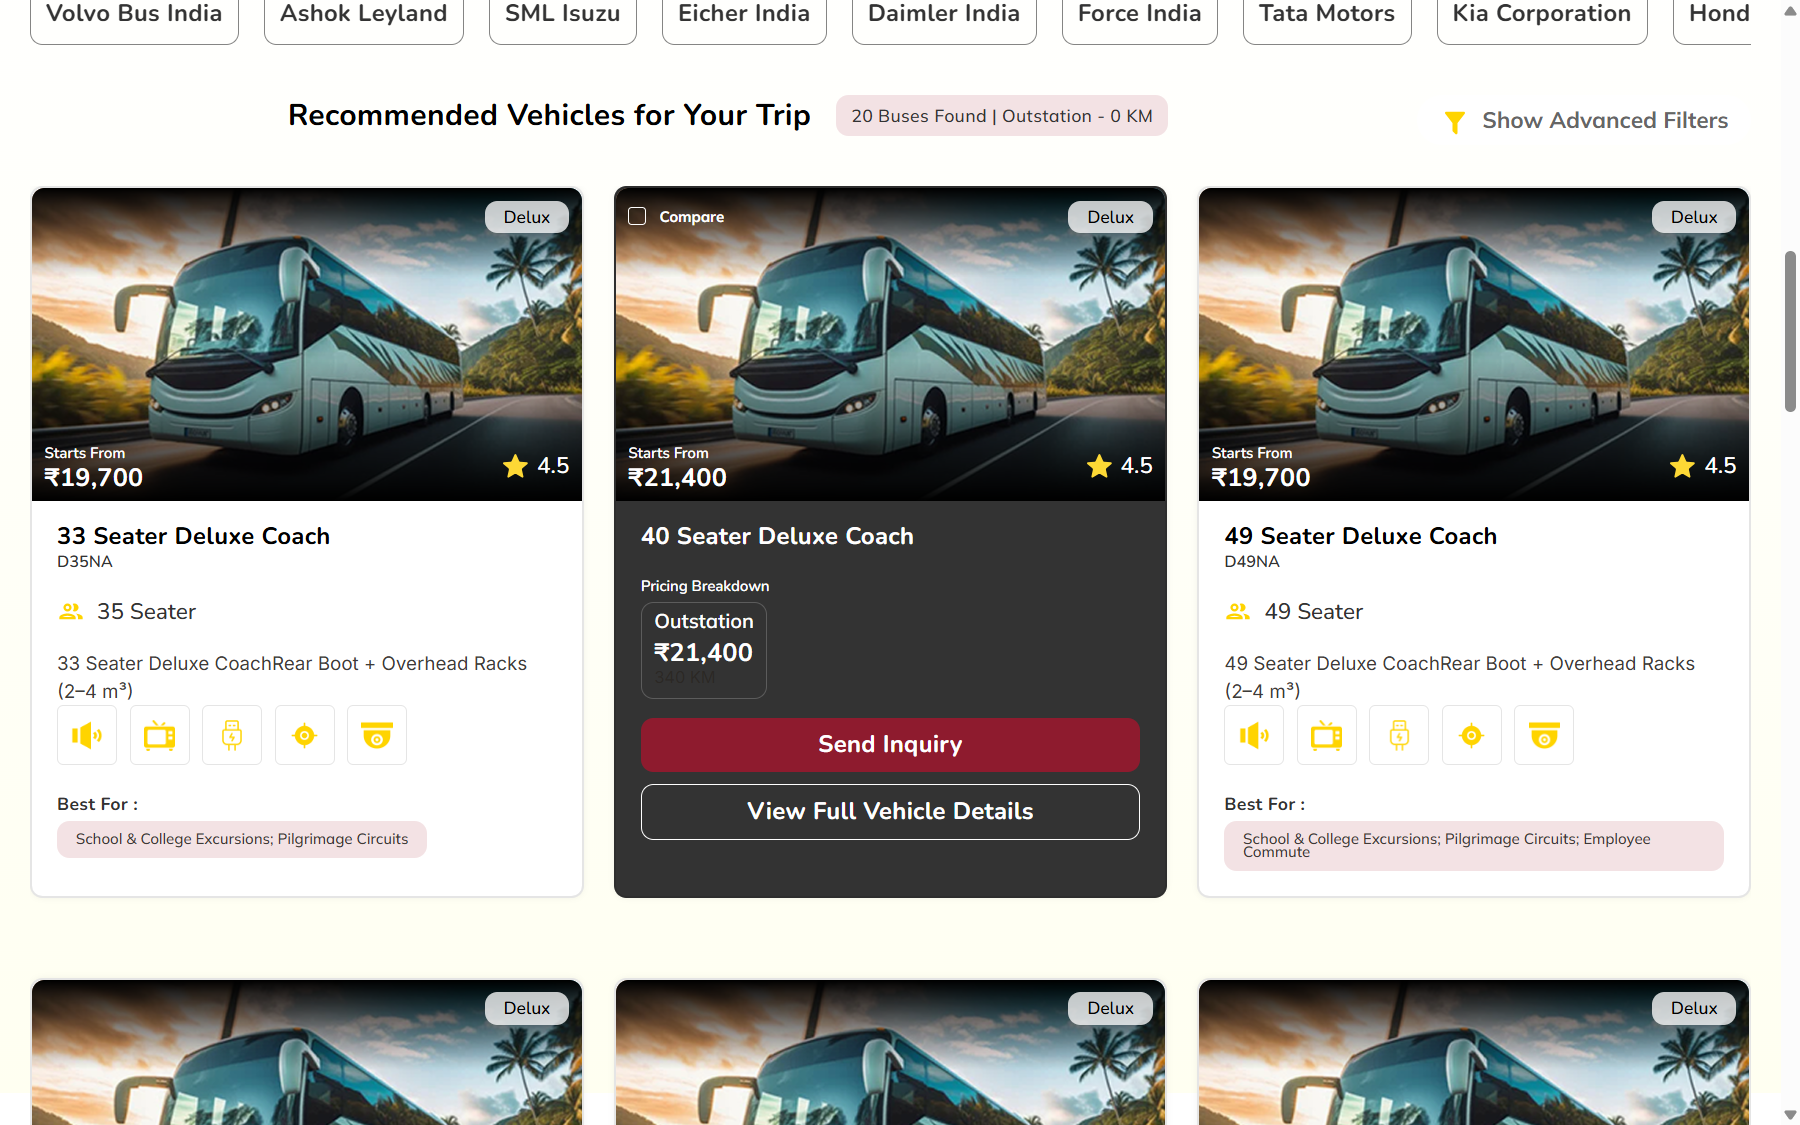 Volvo Bus India
Ashok Leyland
SML Isuzu
Eicher India
Daimler India
Force India
Tata Motors
Kia Corporation
Hond
Recommended Vehicles for Your Trip
20 Buses Found | Outstation - 0 KM
Show Advanced Filters
Delux
Starts From
₹19,700
4.5
33 Seater Deluxe Coach
D35NA
35 Seater
33 Seater Deluxe CoachRear Boot + Overhead Racks
(2–4 m³)
Best For :
School & College Excursions; Pilgrimage Circuits
Compare
Delux
Starts From
₹21,400
4.5
40 Seater Deluxe Coach
Pricing Breakdown
Outstation
₹21,400
340 KM
Send Inquiry
View Full Vehicle Details
Delux
Starts From
₹19,700
4.5
49 Seater Deluxe Coach
D49NA
49 Seater
49 Seater Deluxe CoachRear Boot + Overhead Racks
(2–4 m³)
Best For :
School & College Excursions; Pilgrimage Circuits; Employee
Commute
Delux
Delux
Delux